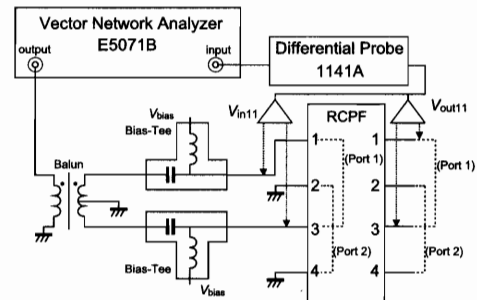 Vector Network Analyzer
E5071B
output
input
Differential Probe
1141A
Vbias
Bias-Tee
Vin11
RCPF
Vout11
Balun
1
1
(Port 1)
(Port 1)
2
2
3
3
(Port 2)
(Port 2)
4
4
Bias-Tee
Vbias